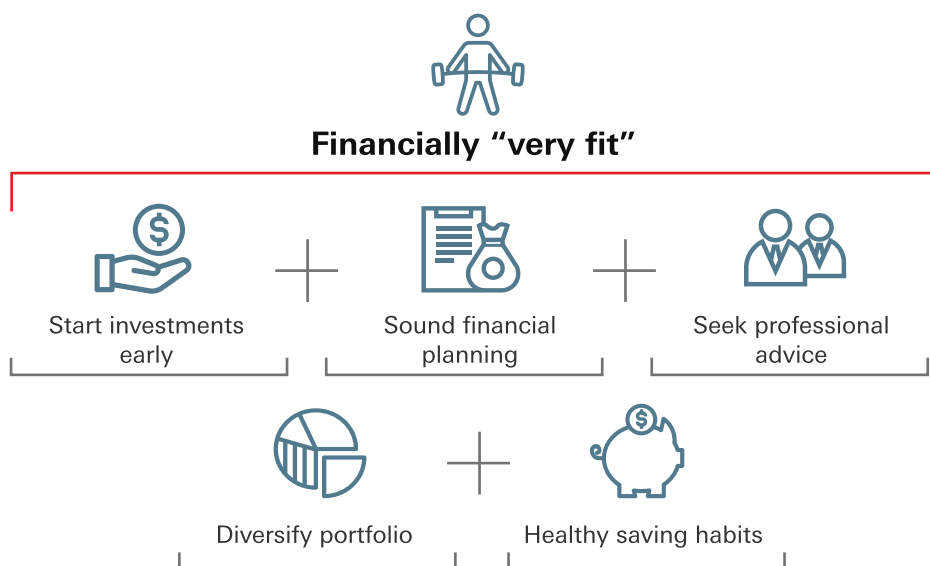 Financially “very fit”
$
Start investments
early
Sound financial
planning
Seek professional
advice
$
Diversify portfolio
Healthy saving habits